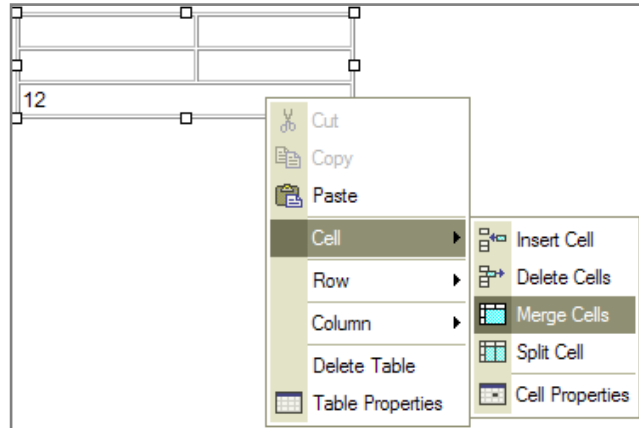 12
Cut
Copy
Paste
Cell
Row
Column
Delete Table
Table Properties
Insert Cell
Delete Cells
Merge Cells
Split Cell
Cell Properties